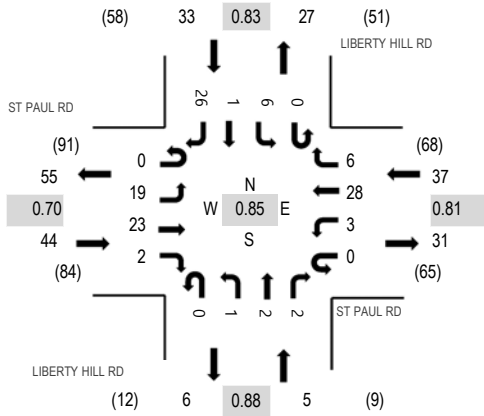 (58) 33 0.83 27 (51)
LIBERTY HILL RD
26 1 6 0
ST PAUL RD
(91) 0 6 (68)
55 37
19 N 28
0.70 W 0.85 E 0.81
23 S 3
44 31
(84) 2 0 (65)
0 1 2 2
ST PAUL RD
LIBERTY HILL RD
(12) 6 0.88 5 (9)